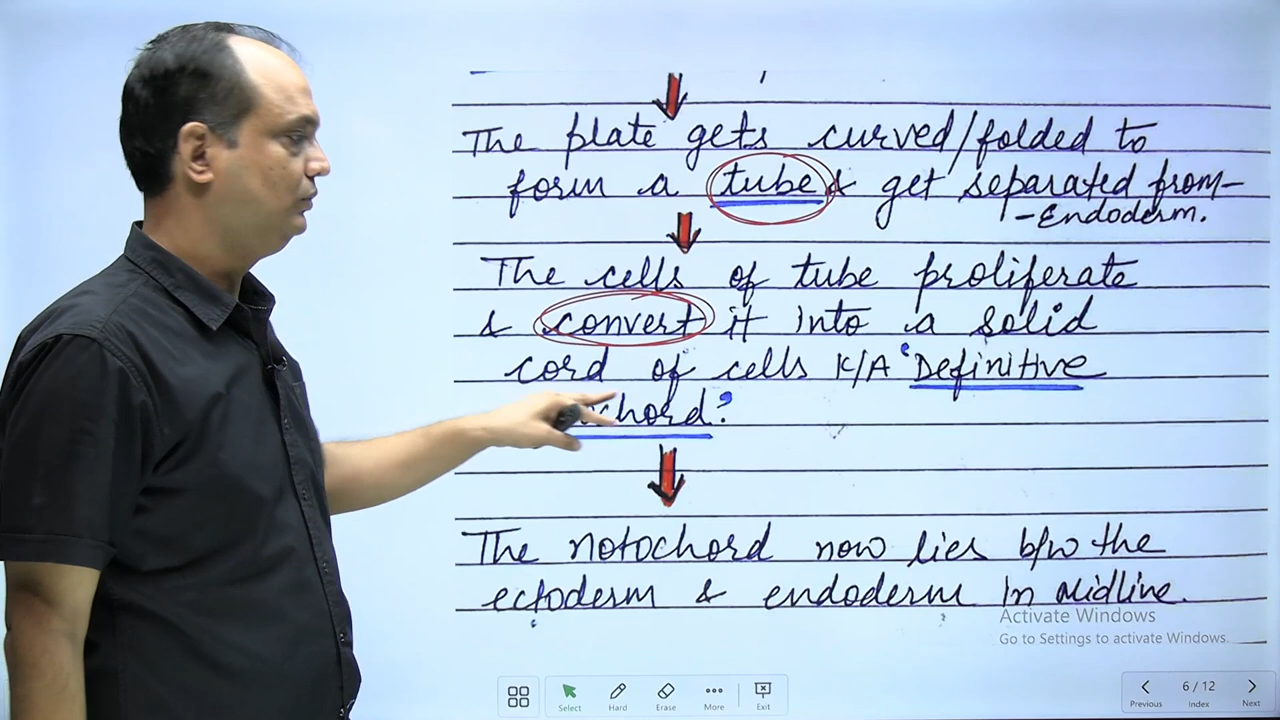 The plate gets curved/folded to
form a tube & get separated from-
-Endoderm.
The cells of tube proliferate
& convert it into a solid
cord of cells K/A 'Definitive
chord'
The notochord now lies b/w the
ectoderm & endoderm in midline.
Activate Windows
Go to Settings to activate Windows.
Select
Hard
Erase
More
Exit
Previous
6 / 12
Index
Next